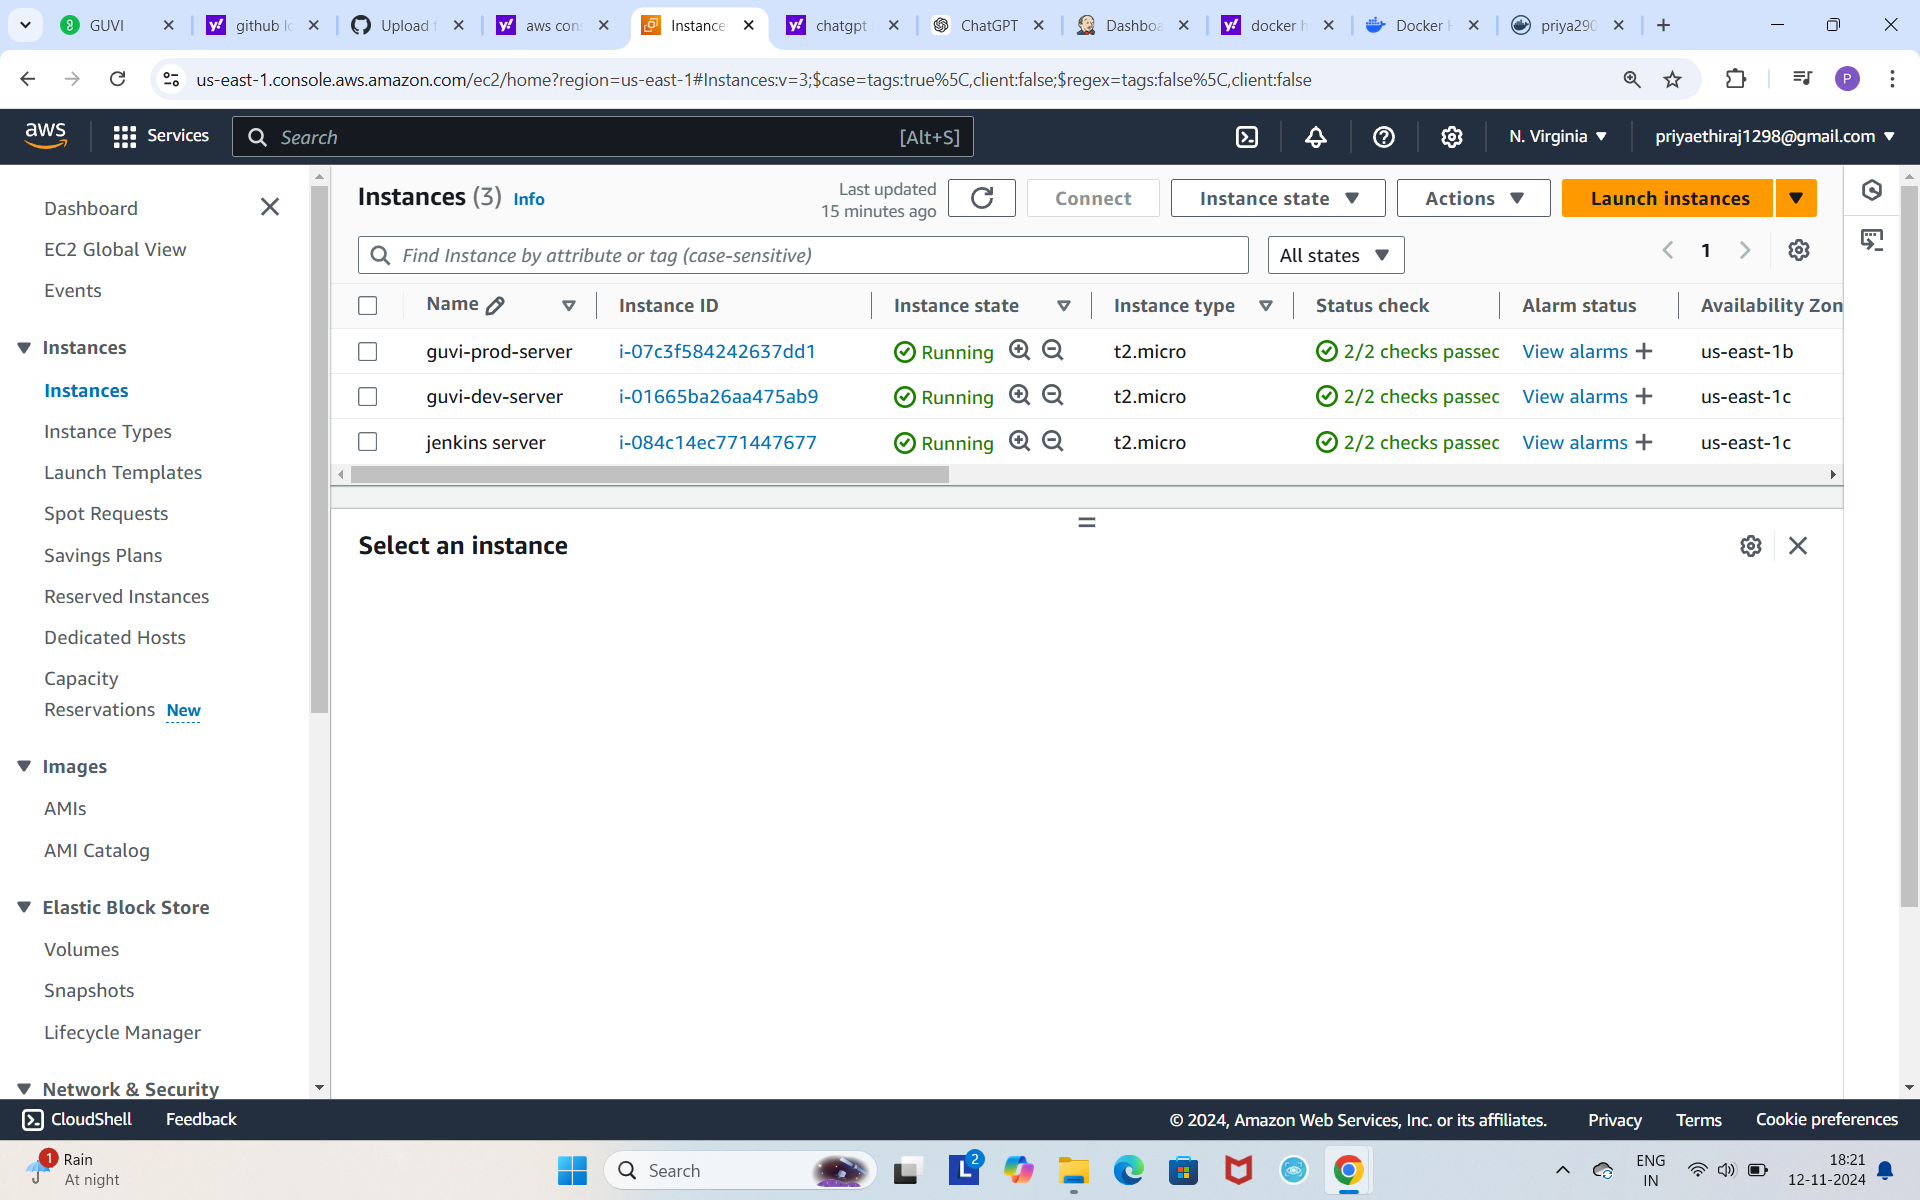 GUVI
github lo
Upload f
aws con
Instance
chatgpt
ChatGPT
Dashboa
docker h
Docker H
priya290
us-east-1.console.aws.amazon.com/ec2/home?region=us-east-1#Instances:v=3;$case=tags:true%5C,client:false;$regex=tags:false%5C,client:false
P
aws
Services
Search
[Alt+S]
N. Virginia
priyaethiraj1298@gmail.com
Dashboard
EC2 Global View
Events
Instances
Instances
Instance Types
Launch Templates
Spot Requests
Savings Plans
Reserved Instances
Dedicated Hosts
Capacity
Reservations New
Images
AMIs
AMI Catalog
Elastic Block Store
Volumes
Snapshots
Lifecycle Manager
Network & Security
Instances (3) Info
Last updated
15 minutes ago
Connect
Instance state
Actions
Launch instances
Find Instance by attribute or tag (case-sensitive)
All states
1
Name Instance ID Instance state Instance type Status check Alarm status Availability Zon
guvi-prod-server i-07c3f584242637dd1 Running t2.micro 2/2 checks passec View alarms us-east-1b
guvi-dev-server i-01665ba26aa475ab9 Running t2.micro 2/2 checks passec View alarms us-east-1c
jenkins server i-084c14ec771447677 Running t2.micro 2/2 checks passec View alarms us-east-1c
Select an instance
CloudShell
Feedback
© 2024, Amazon Web Services, Inc. or its affiliates.
Privacy
Terms
Cookie preferences
1
Rain
At night
Search
L
2
ENG
IN
18:21
12-11-2024